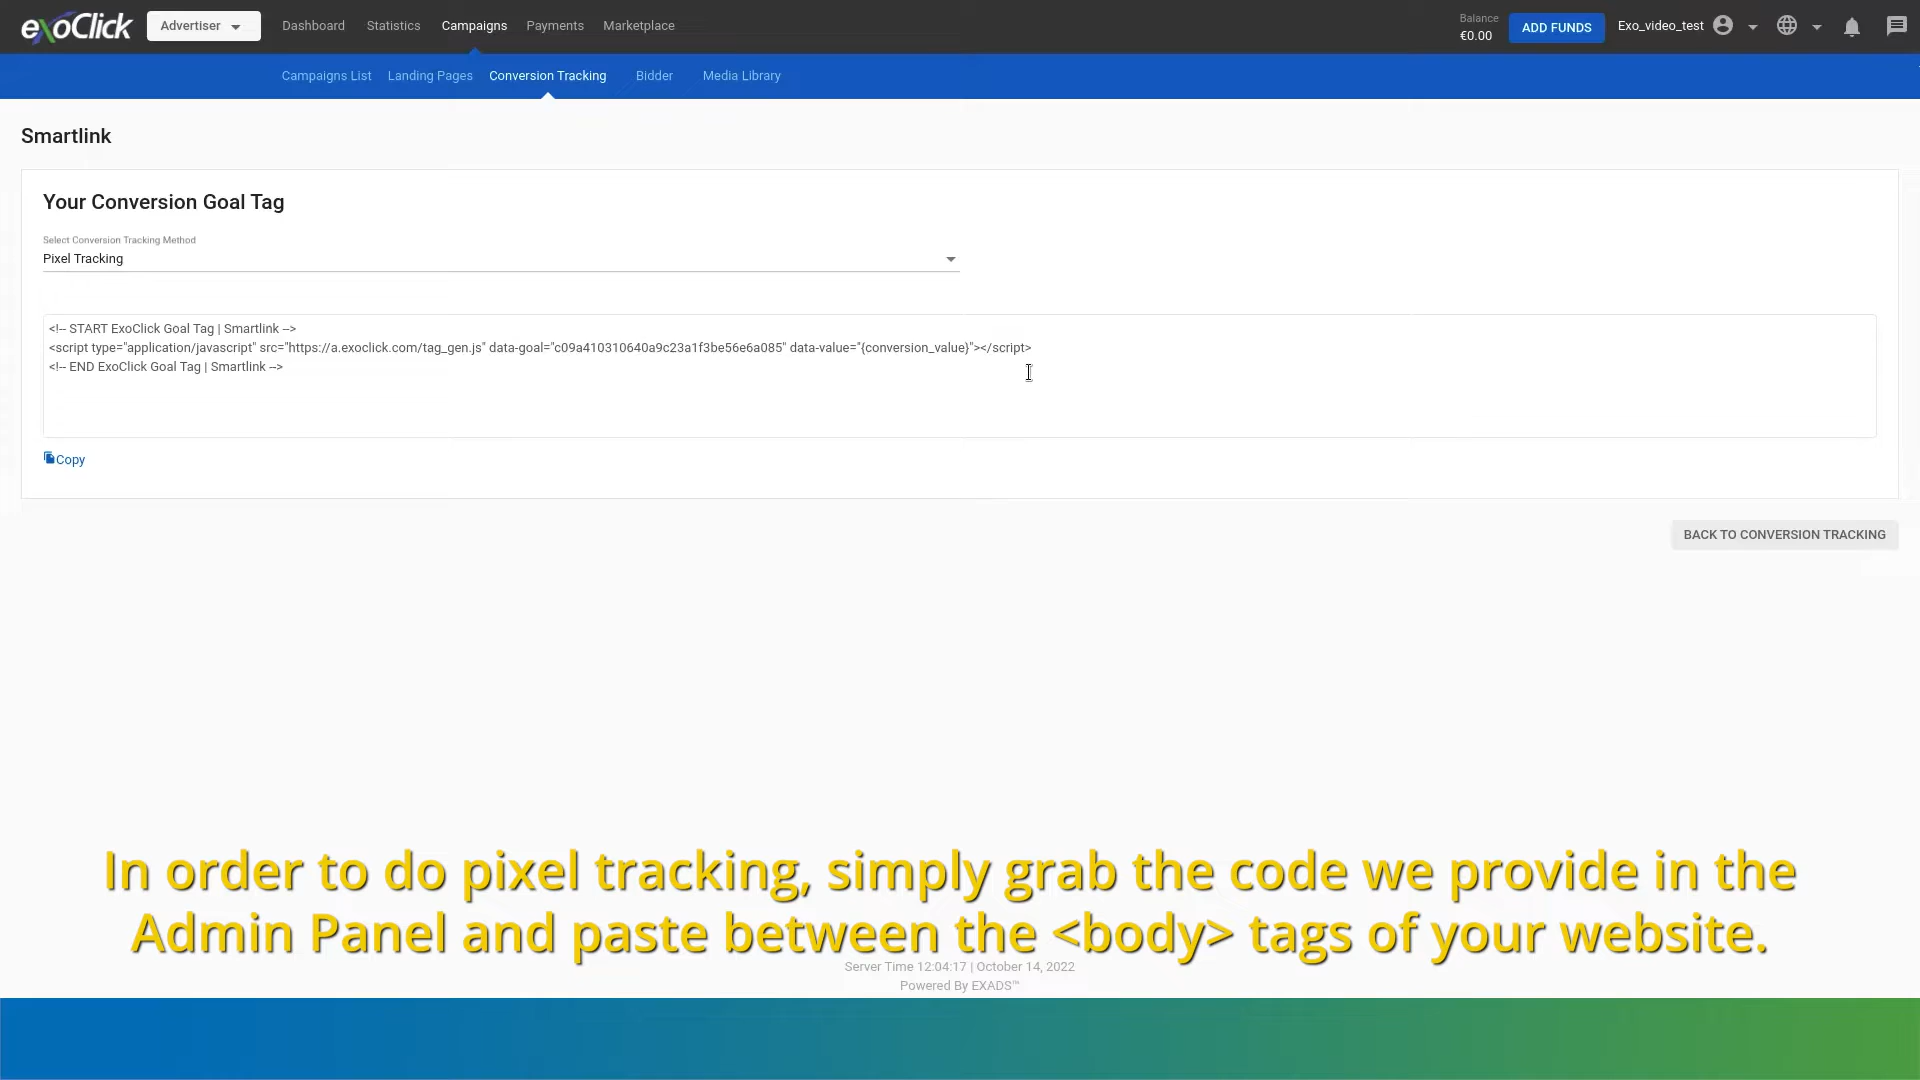 exoClick
Advertiser
Dashboard
Statistics
Campaigns
Payments
Marketplace
Balance
€0.00
ADD FUNDS
Exo_video_test
Campaigns List
Landing Pages
Conversion Tracking
Bidder
Media Library
Smartlink
Your Conversion Goal Tag
Select Conversion Tracking Method
Pixel Tracking
<!-- START ExoClick Goal Tag | Smartlink -->
<script type="application/javascript" src="https://a.exoclick.com/tag_gen.js" data-goal="c09a410310640a9c23a1f3be56e6a085" data-value="{conversion_value}"></script>
<!-- END ExoClick Goal Tag | Smartlink -->
Copy
BACK TO CONVERSION TRACKING
In order to do pixel tracking, simply grab the code we provide in the
Admin Panel and paste between the <body> tags of your website.
Server Time 12:04:17 | October 14, 2022
Powered By EXADS™